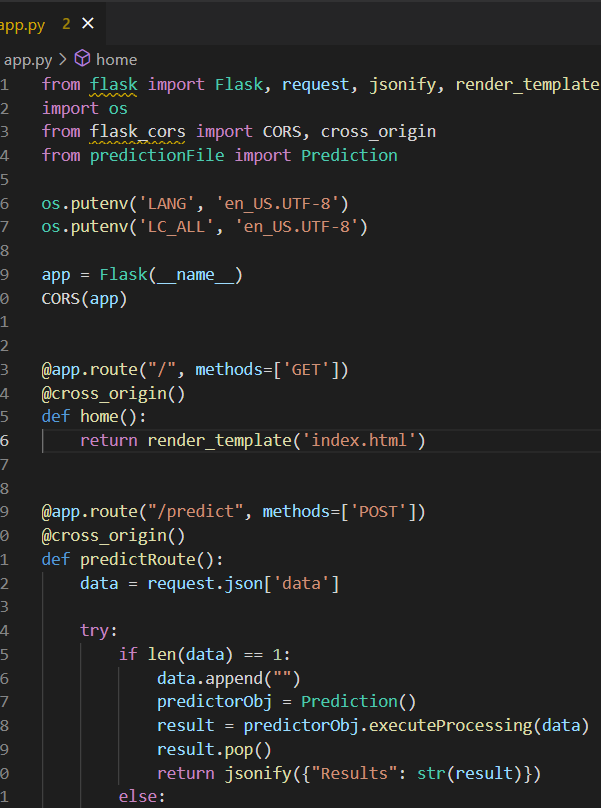 app.py 2 ×
app.py > home
1 from flask import Flask, request, jsonify, render_template
2 import os
3 from flask_cors import CORS, cross_origin
4 from predictionFile import Prediction
5
6 os.putenv('LANG', 'en_US.UTF-8')
7 os.putenv('LC_ALL', 'en_US.UTF-8')
8
9 app = Flask(__name__)
0 CORS(app)
1
2
3 @app.route("/", methods=['GET'])
4 @cross_origin()
5 def home():
6     return render_template('index.html')
7
8
9 @app.route("/predict", methods=['POST'])
0 @cross_origin()
1 def predictRoute():
2     data = request.json['data']
3
4     try:
5         if len(data) == 1:
6             data.append("")
7             predictorObj = Prediction()
8             result = predictorObj.executeProcessing(data)
9             result.pop()
0             return jsonify({"Results": str(result)})
1         else: